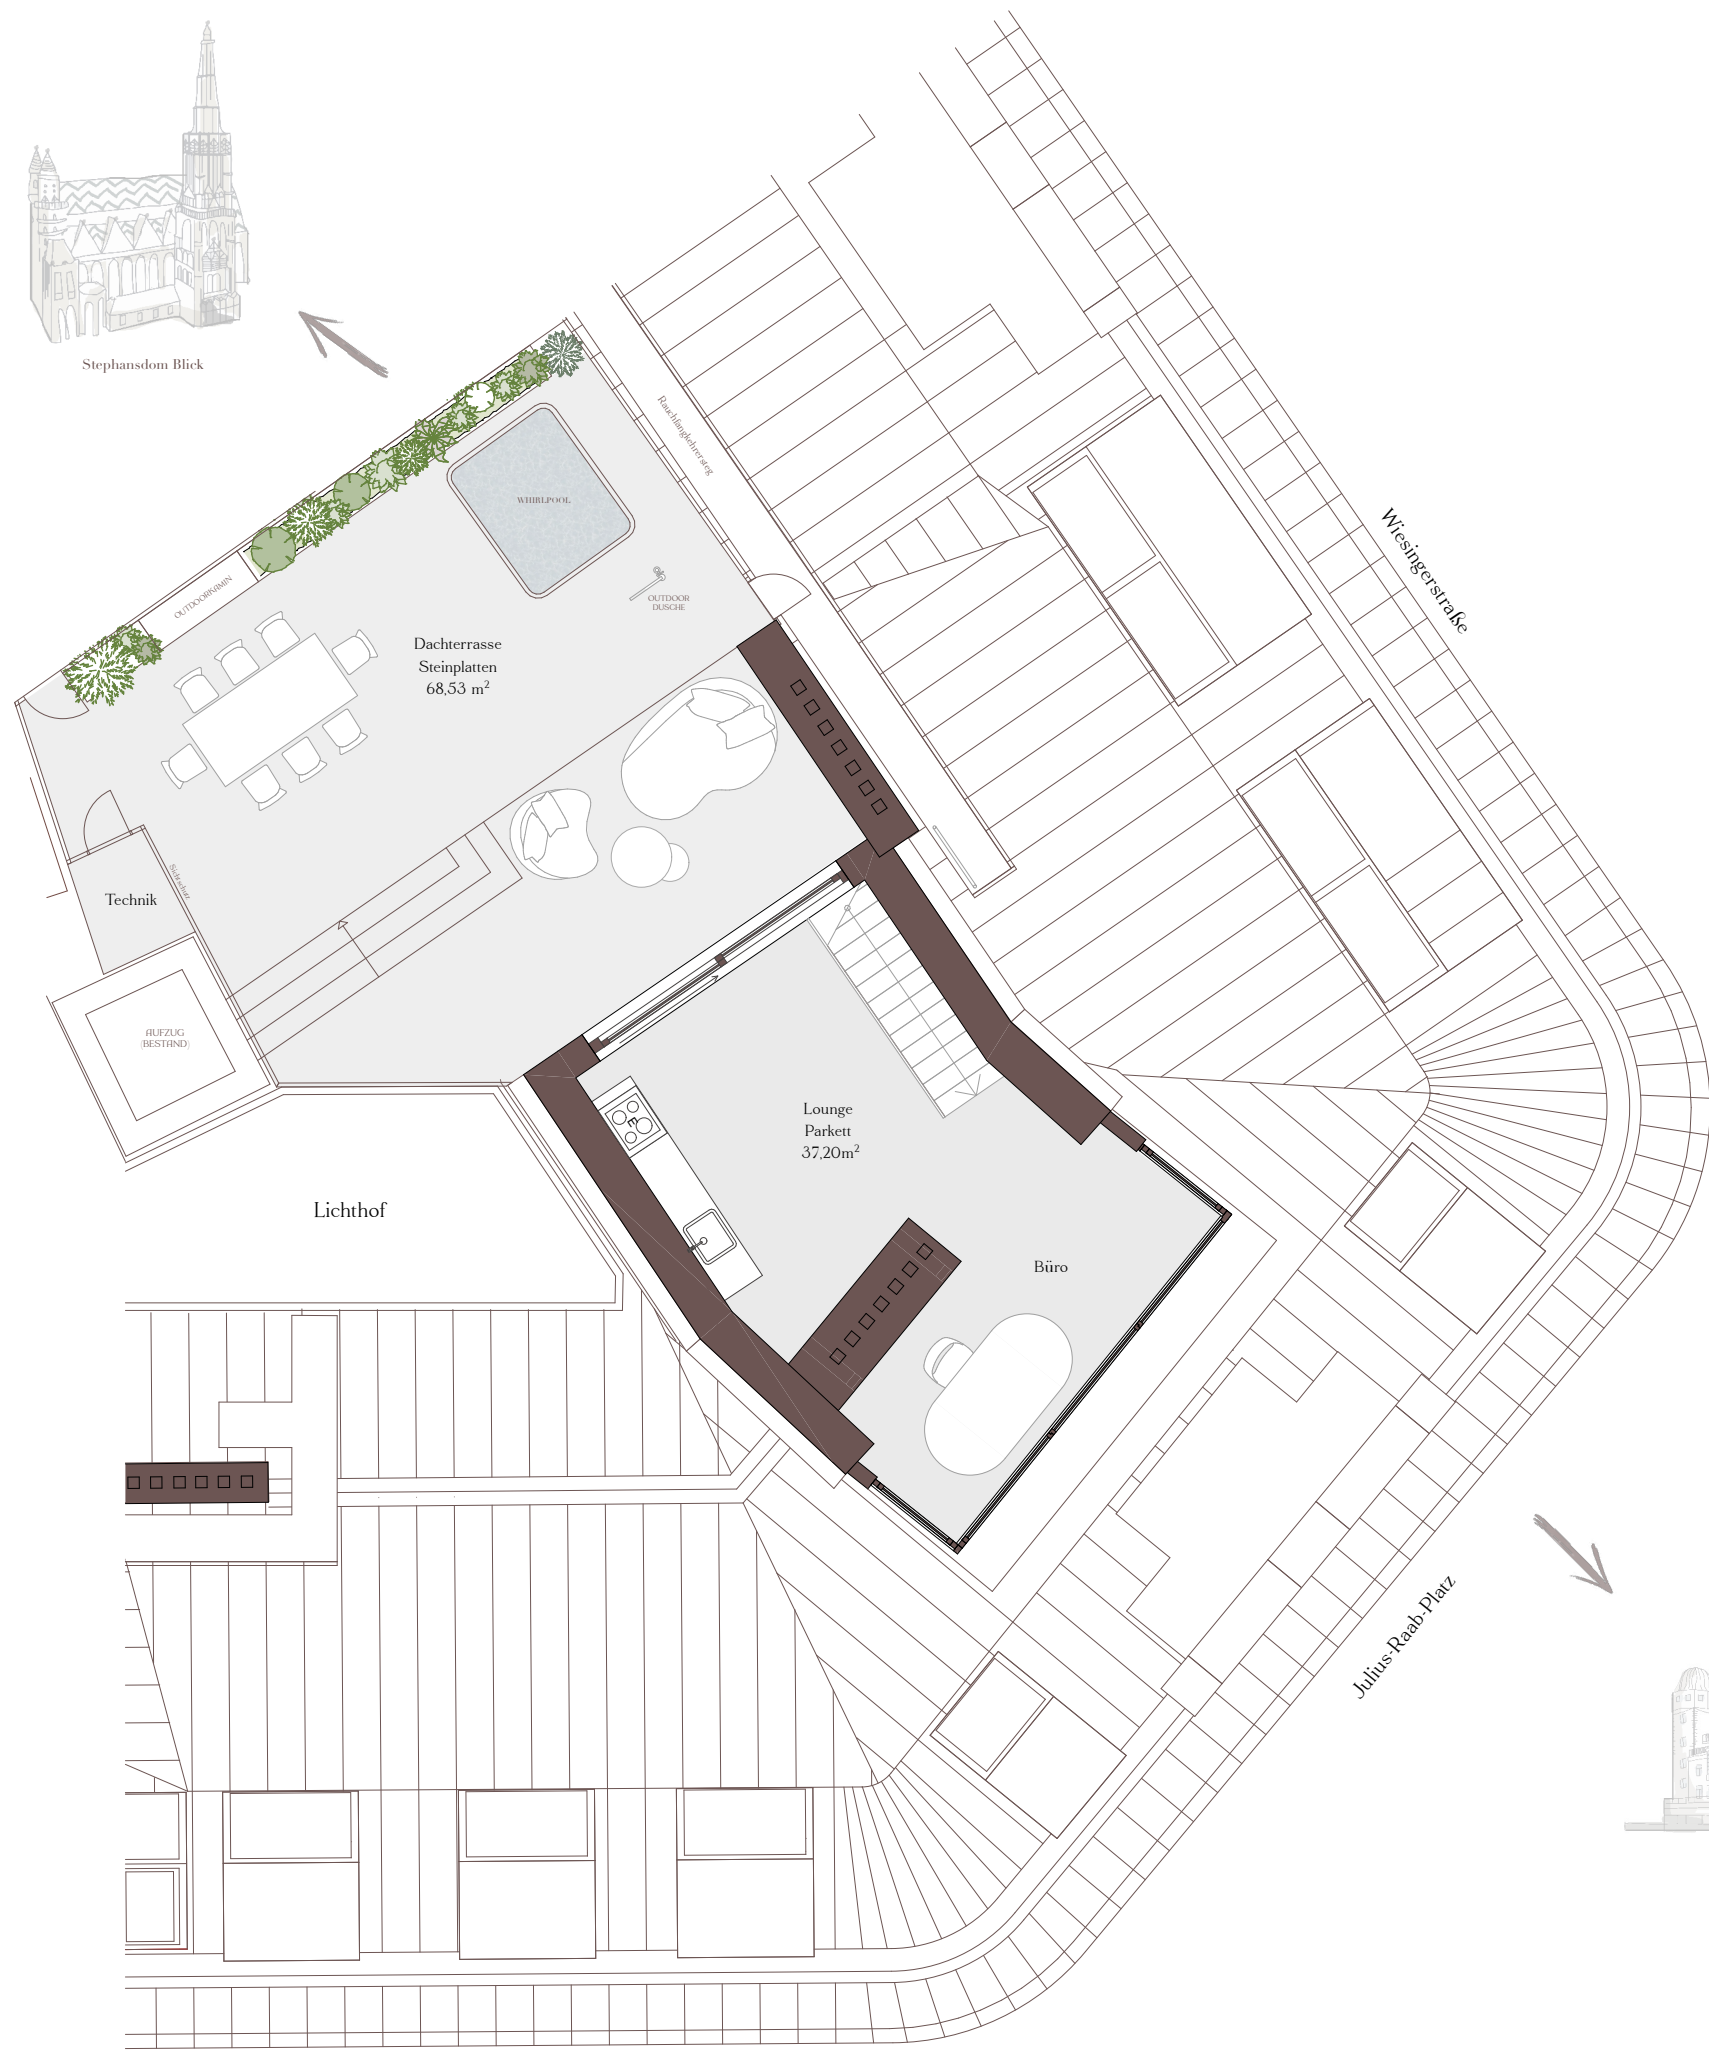 Stephansdom Blick
Rauchfangkehrersteg
WHIRLPOOL
OUTDOORKAMIN
OUTDOOR
DUSCHE
Dachterrasse
Steinplatten
68,53 m²
Wiesingerstraße
Technik
Sichtschutz
AUFZUG
(BESTAND)
Lounge
Parkett
37,20m²
E
Lichthof
Büro
Julius-Raab-Platz